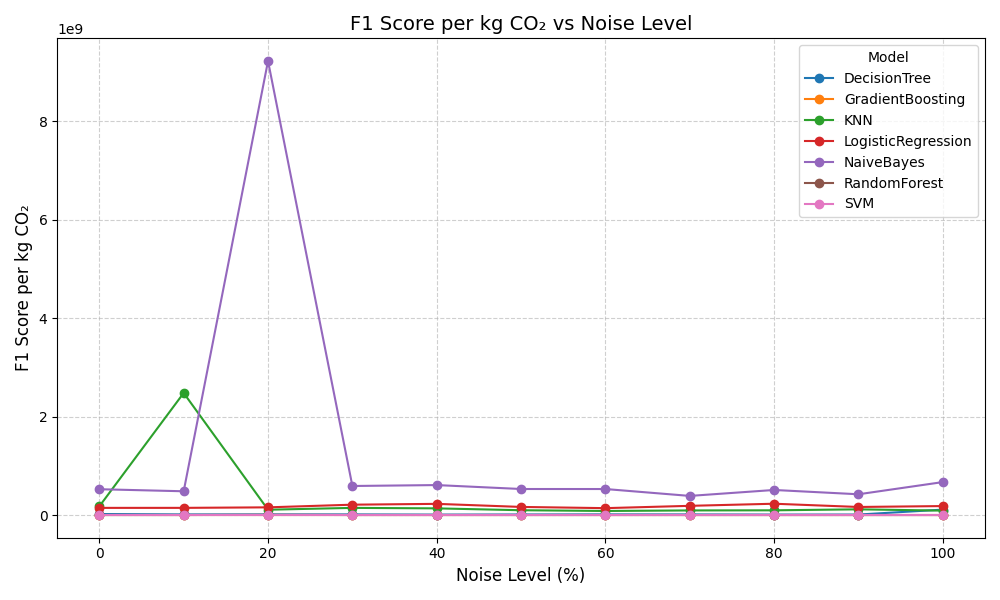 F1 Score per kg CO₂ vs Noise Level
1e9
8
6
4
2
0
F1 Score per kg CO₂
0 20 40 60 80 100
Noise Level (%)
Model
DecisionTree
GradientBoosting
KNN
LogisticRegression
NaiveBayes
RandomForest
SVM